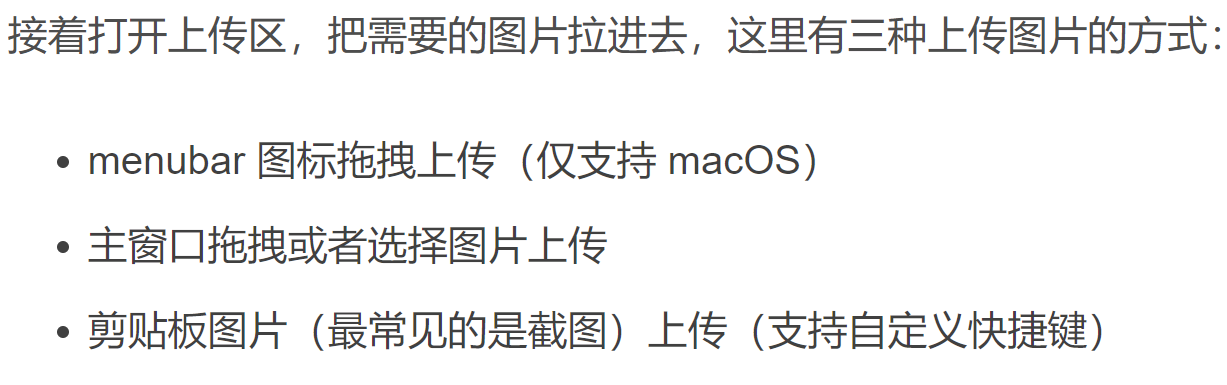 接着打开上传区，把需要的图片拉进去，这里有三种上传图片的方式：
• menubar 图标拖拽上传（仅支持 macOS）
• 主窗口拖拽或者选择图片上传
• 剪贴板图片（最常见的是截图）上传（支持自定义快捷键）